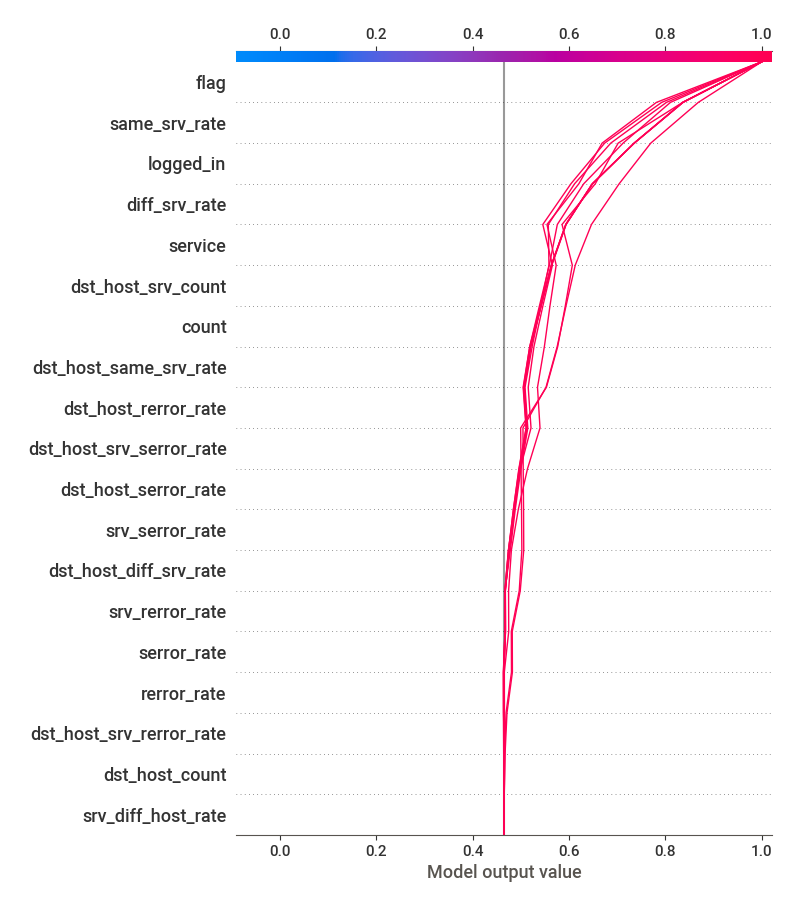 0.0 0.2 0.4 0.6 0.8 1.0
flag
same_srv_rate
logged_in
diff_srv_rate
service
dst_host_srv_count
count
dst_host_same_srv_rate
dst_host_rerror_rate
dst_host_srv_serror_rate
dst_host_serror_rate
srv_serror_rate
dst_host_diff_srv_rate
srv_rerror_rate
serror_rate
rerror_rate
dst_host_srv_rerror_rate
dst_host_count
srv_diff_host_rate
0.0 0.2 0.4 0.6 0.8 1.0
Model output value